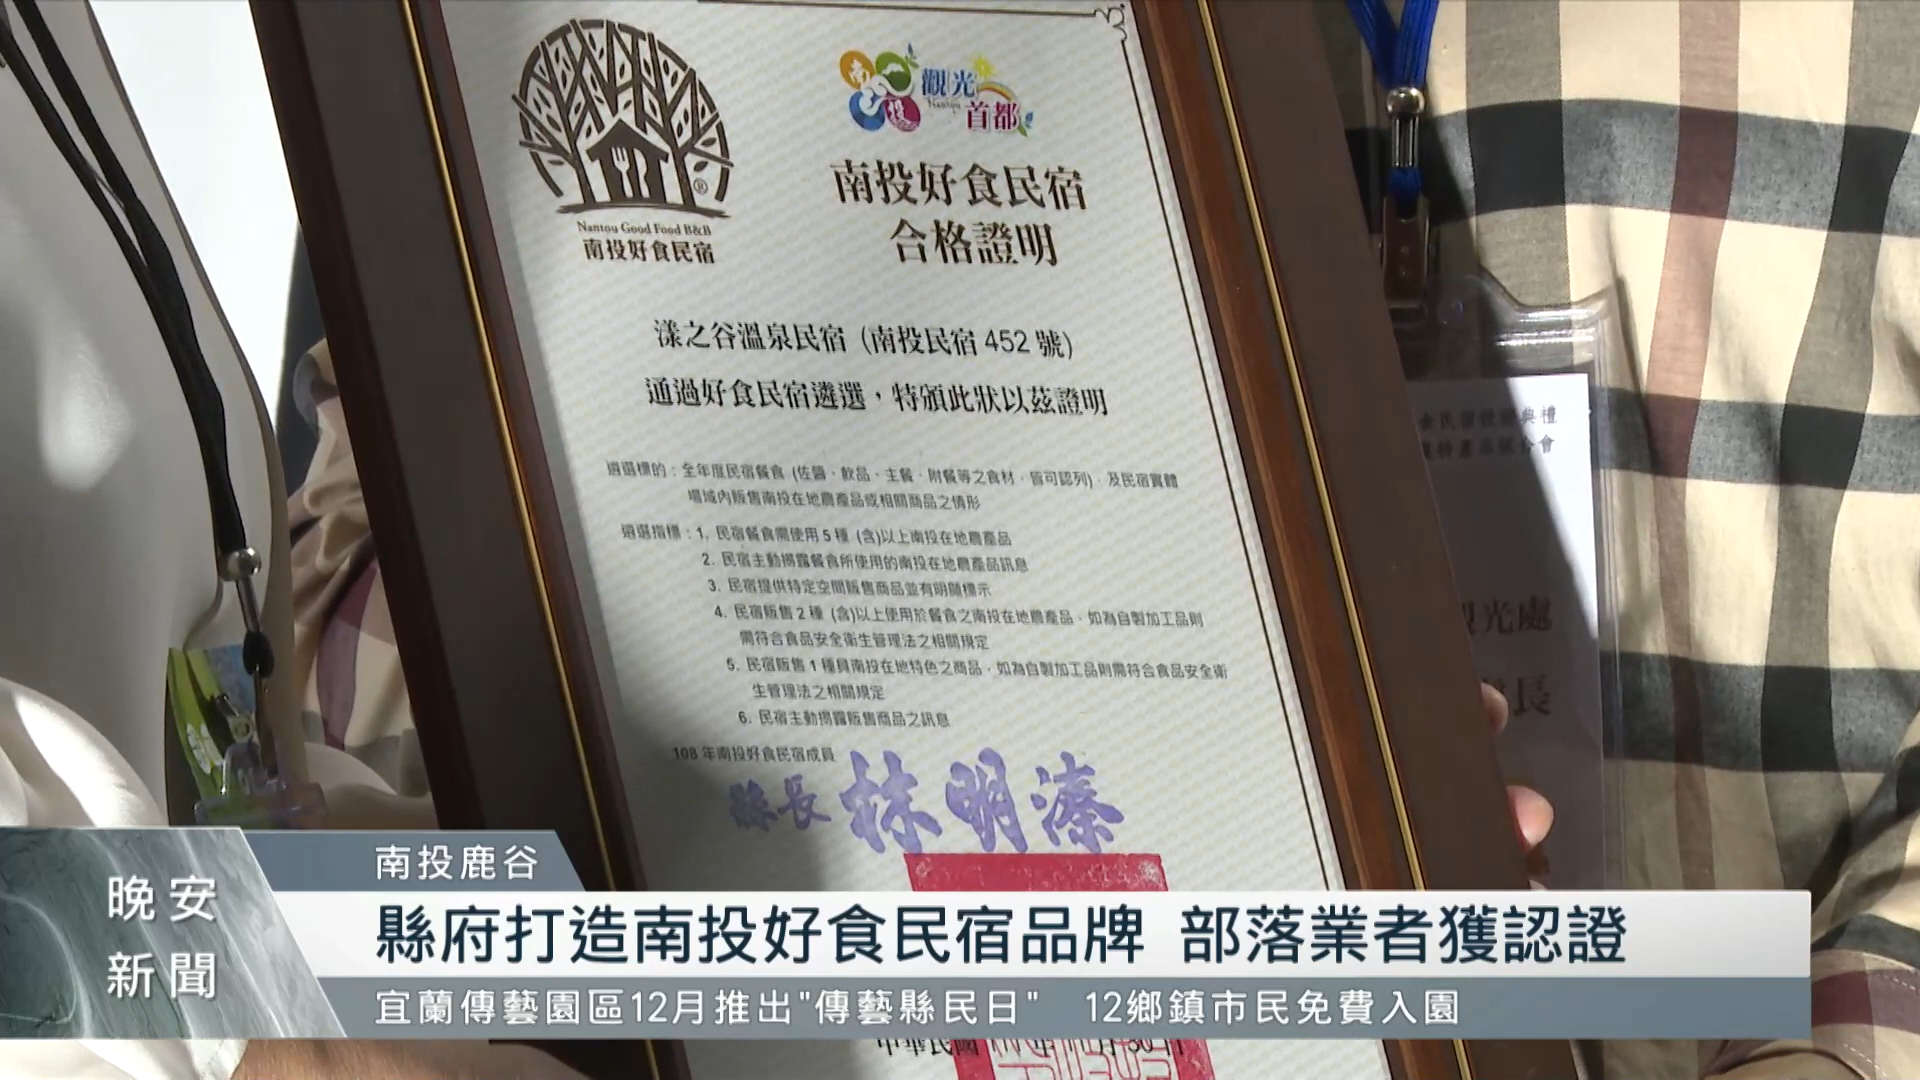 Nantou Good Food B&B
南投好食民宿
觀光
Nantou
首都
南投好食民宿
合格證明
漾之谷溫泉民宿 (南投民宿 452 號)
通過好食民宿遴選，特頒此狀以茲證明
遴選標的：全年度民宿餐食 (佐醬、飲品、主餐、附餐等之食材，皆可認列)，及民宿實體
場域內販售南投在地農產品或相關商品之情形
遴選指標：1. 民宿餐食需使用 5 種 (含)以上南投在地農產品
2. 民宿主動揭露餐食所使用的南投在地農產品訊息
3. 民宿提供特定空間販售商品並有明顯標示
4. 民宿販售 2 種 (含)以上使用於餐食之南投在地農產品，如為自製加工品則
需符合食品安全衛生管理法之相關規定
5. 民宿販售 1 種具南投在地特色之商品，如為自製加工品則需符合食品安全衛
生管理法之相關規定
6. 民宿主動揭露販售商品之訊息
108 年南投好食民宿成員
縣長 林明溱
中華民國
典禮
觀光處
長
晚安
新聞
南投鹿谷
縣府打造南投好食民宿品牌 部落業者獲認證
宜蘭傳藝園區12月推出"傳藝縣民日" 12鄉鎮市民免費入園